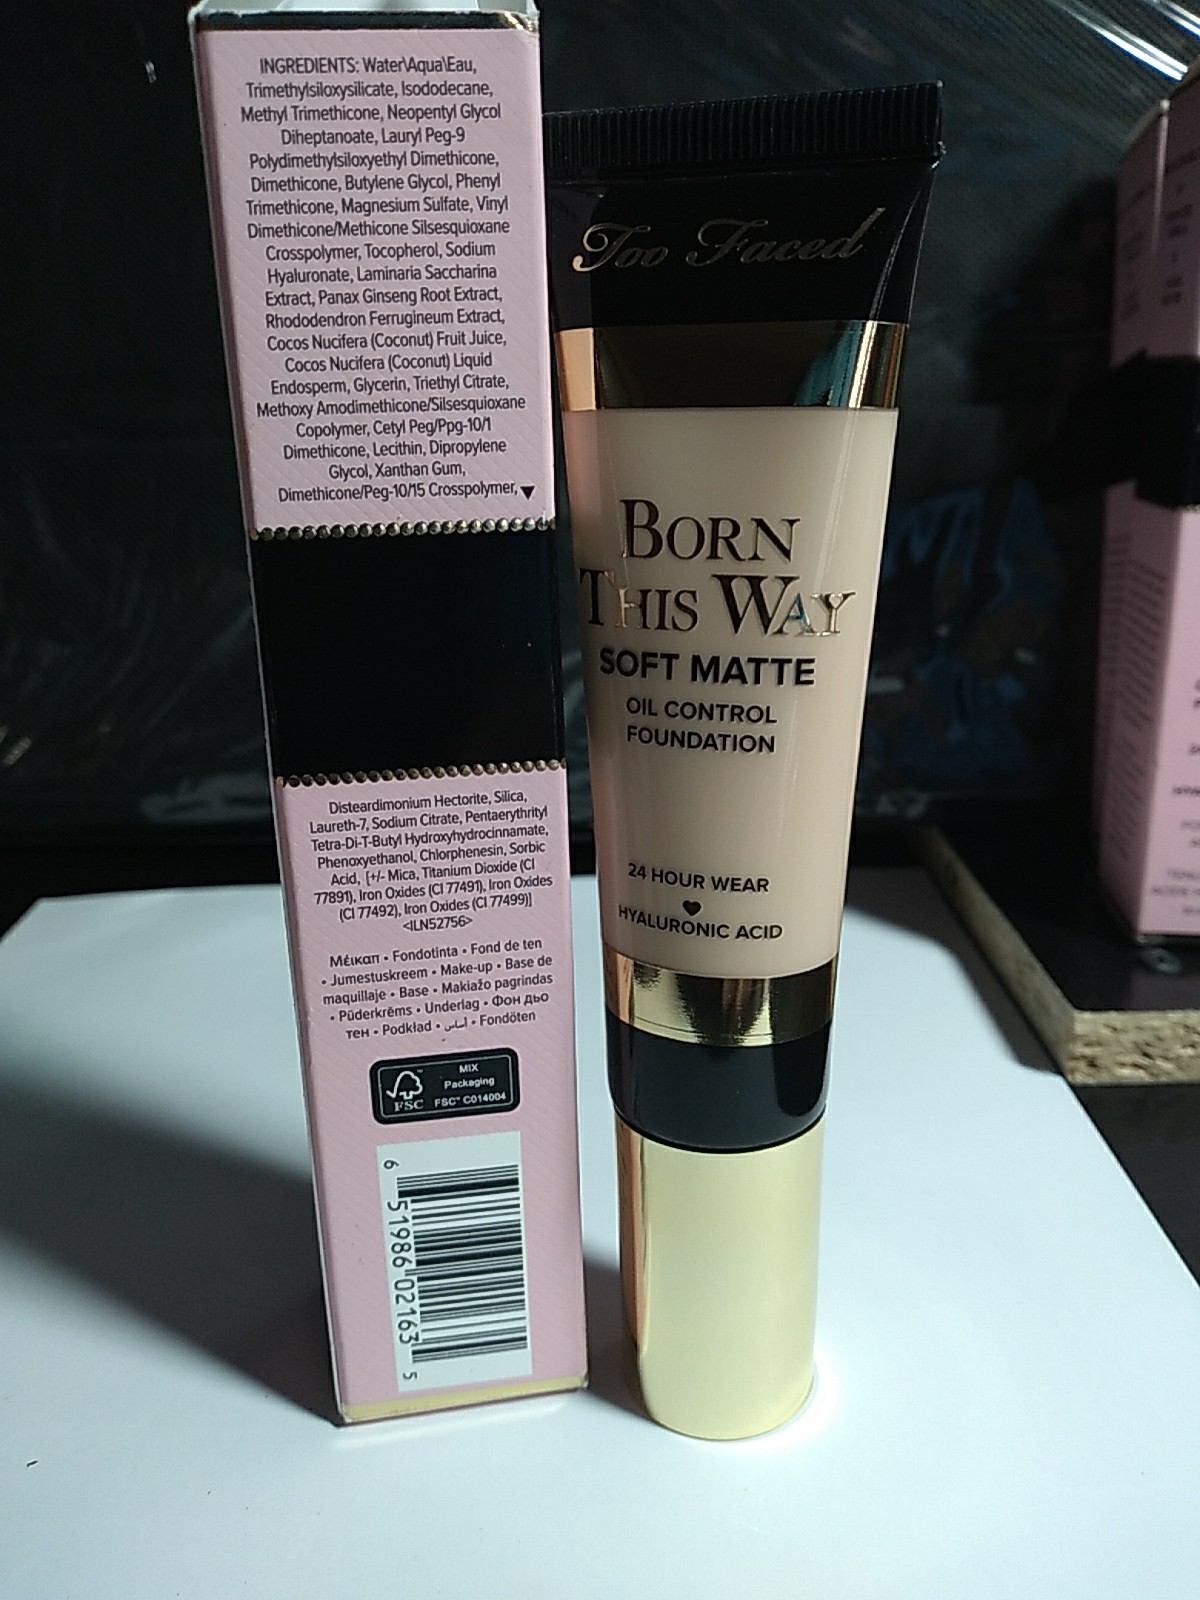 INGREDIENTS: Water\Aqua\Eau,
Trimethylsiloxysilicate, Isododecane,
Methyl Trimethicone, Neopentyl Glycol
Diheptanoate, Lauryl Peg-9
Polydimethylsiloxyethyl Dimethicone,
Dimethicone, Butylene Glycol, Phenyl
Trimethicone, Magnesium Sulfate, Vinyl
Dimethicone/Methicone Silsesquioxane
Crosspolymer, Tocopherol, Sodium
Hyaluronate, Laminaria Saccharina
Extract, Panax Ginseng Root Extract,
Rhododendron Ferrugineum Extract,
Cocos Nucifera (Coconut) Fruit Juice,
Cocos Nucifera (Coconut) Liquid
Endosperm, Glycerin, Triethyl Citrate,
Methoxy Amodimethicone/Silsesquioxane
Copolymer, Cetyl Peg/Ppg-10/1
Dimethicone, Lecithin, Dipropylene
Glycol, Xanthan Gum,
Dimethicone/Peg-10/15 Crosspolymer,▼
Disteardimonium Hectorite, Silica,
Laureth-7, Sodium Citrate, Pentaerythrityl
Tetra-Di-T-Butyl Hydroxyhydrocinnamate,
Phenoxyethanol, Chlorphenesin, Sorbic
Acid, [+/- Mica, Titanium Dioxide (CI
77891), Iron Oxides (CI 77491), Iron Oxides
(CI 77492), Iron Oxides (CI 77499)]
<ILN52756>
Μέικαπ • Fondotinta • Fond de ten
• Jumestuskreem • Make-up • Base de
maquillaje • Base • Makiažo pagrindas
• Pūderkrēms • Underlag • Фон дьо
тен • Podkład • أساس • Fondöten
MIX
Packaging
FSC™ C014004
FSC
6 51986 02163 5
Too Faced
BORN
THIS WAY
SOFT MATTE
OIL CONTROL
FOUNDATION
24 HOUR WEAR
HYALURONIC ACID